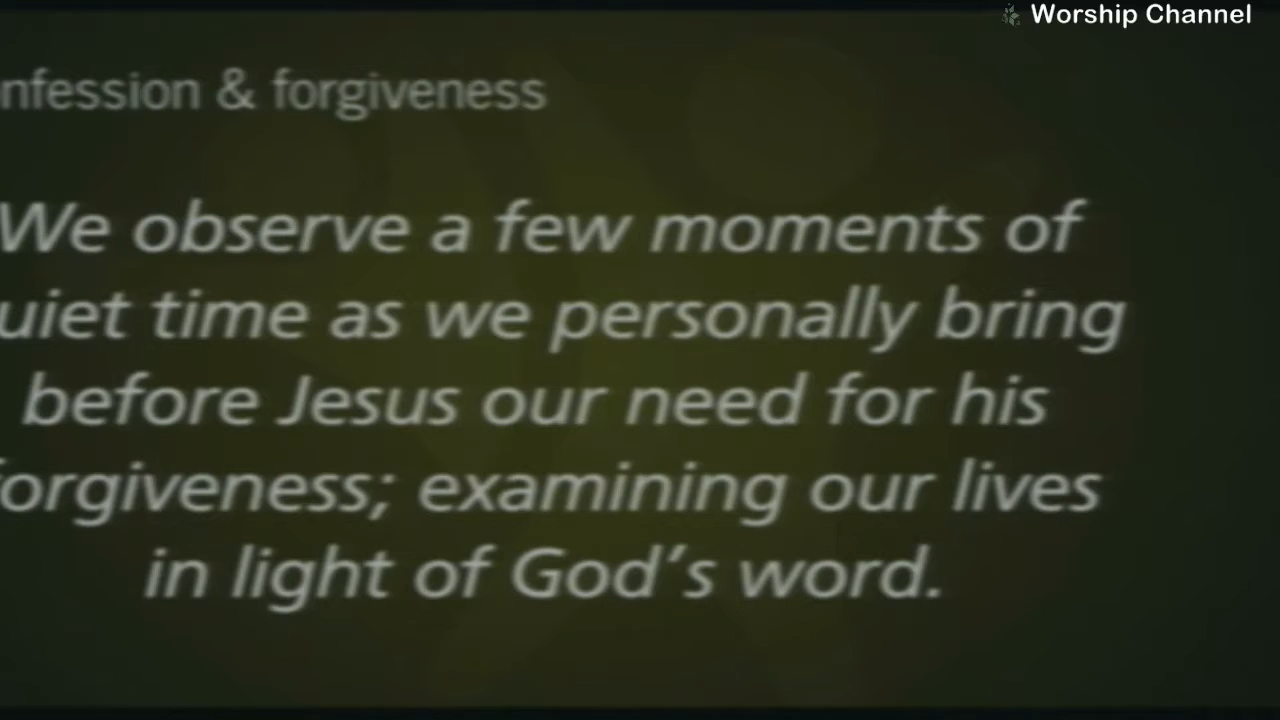 Worship Channel
nfession & forgiveness
We observe a few moments of
uiet time as we personally bring
before Jesus our need for his
forgiveness; examining our lives
in light of God's word.